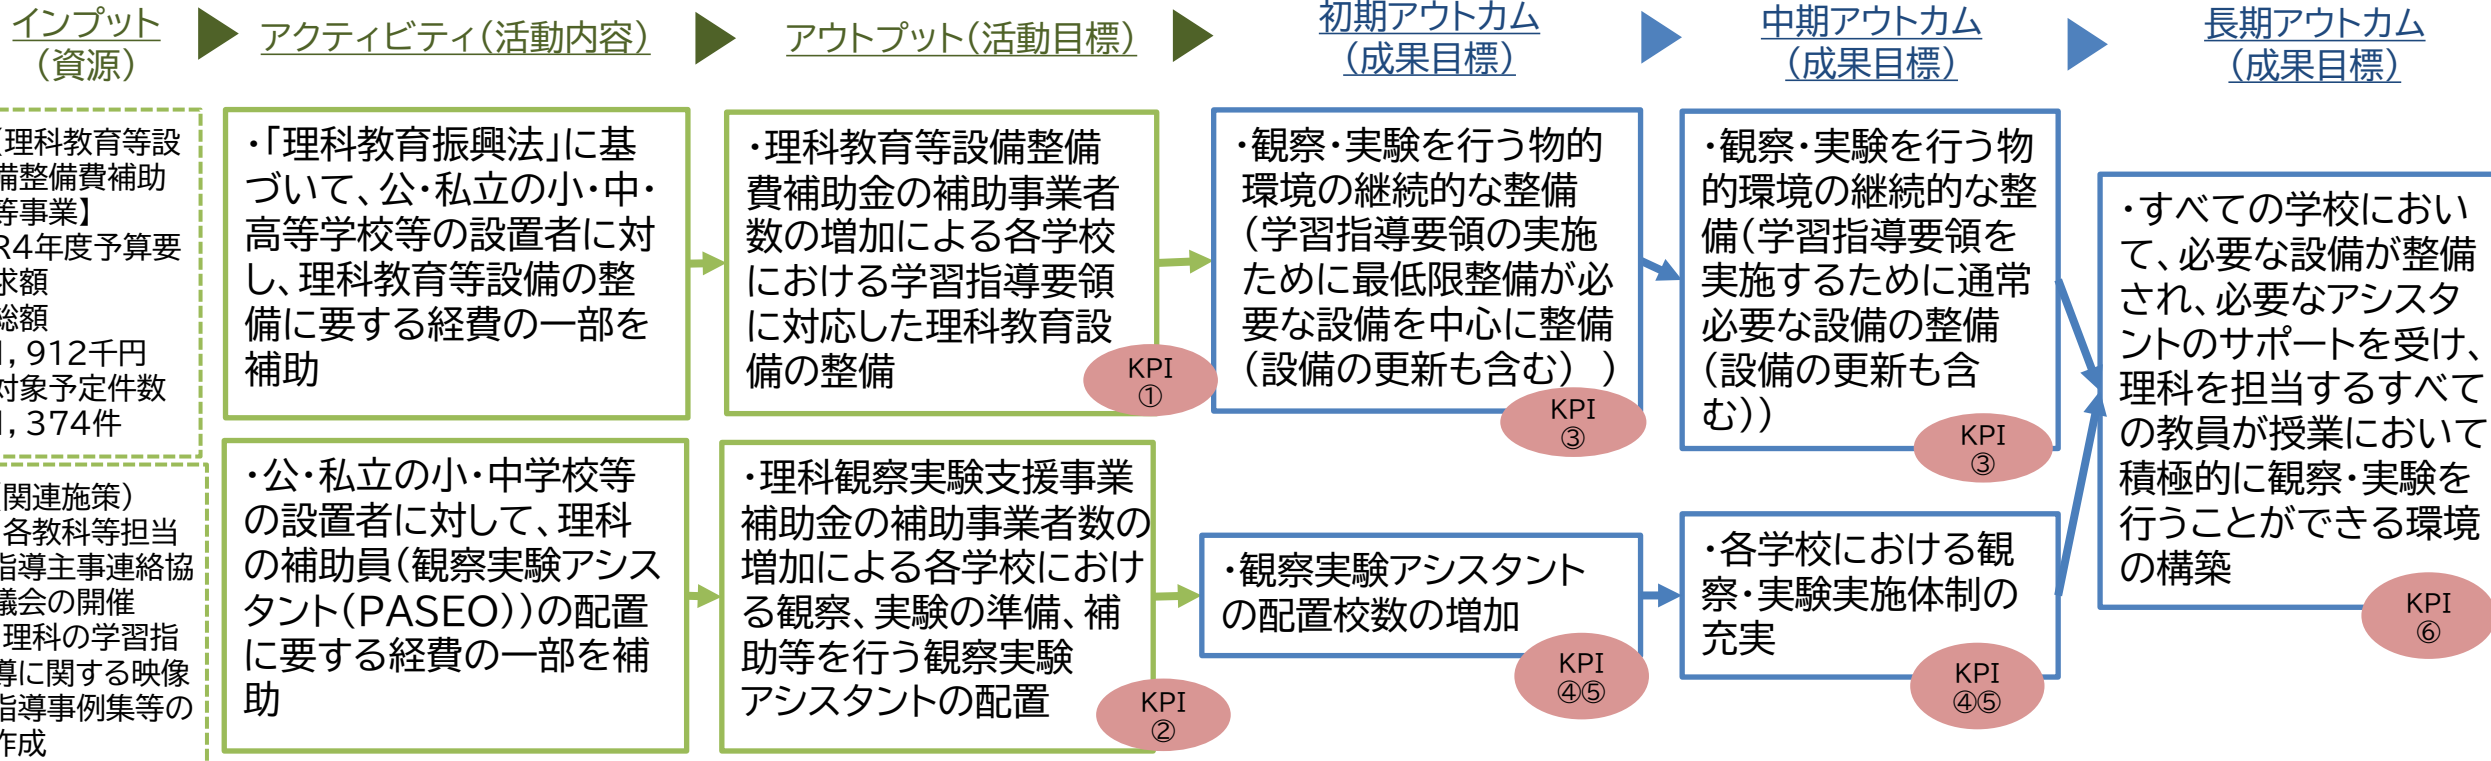 インプット
（資源）
アクティビティ（活動内容）
アウトプット（活動目標）
初期アウトカム
（成果目標）
中期アウトカム
（成果目標）
長期アウトカム
（成果目標）
理科教育等設
備整備費補助
等事業】
R4年度予算要
求額
総額
，912千円
対象予定件数
，374件
関連施策）
各教科等担当
指導主事連絡協
議会の開催
理科の学習指
導に関する映像
指導事例集等の
作成
・「理科教育振興法」に基
づいて、公・私立の小・中・
高等学校等の設置者に対
し、理科教育等設備の整
備に要する経費の一部を
補助
・公・私立の小・中学校等
の設置者に対して、理科
の補助員（観察実験アシス
タント（PASEO））の配置
に要する経費の一部を補
助
・理科教育等設備整備
費補助金の補助事業者
数の増加による各学校
における学習指導要領
に対応した理科教育設
備の整備
KPI
①
・理科観察実験支援事業
補助金の補助事業者数の
増加による各学校におけ
る観察、実験の準備、補
助等を行う観察実験
アシスタントの配置
KPI
②
・観察・実験を行う物的
環境の継続的な整備
（学習指導要領の実施
ために最低限整備が必
要な設備を中心に整備
（設備の更新も含む））
KPI
③
・観察実験アシスタント
の配置校数の増加
KPI
④⑤
・観察・実験を行う物
的環境の継続的な整
備（学習指導要領を
実施するために通常
必要な設備の整備
（設備の更新も含
む））
KPI
③
・各学校における観
察・実験実施体制の
充実
KPI
④⑤
・すべての学校におい
て、必要な設備が整備
され、必要なアシスタ
ントのサポートを受け、
理科を担当するすべて
の教員が授業において
積極的に観察・実験を
行うことができる環境
の構築
KPI
⑥